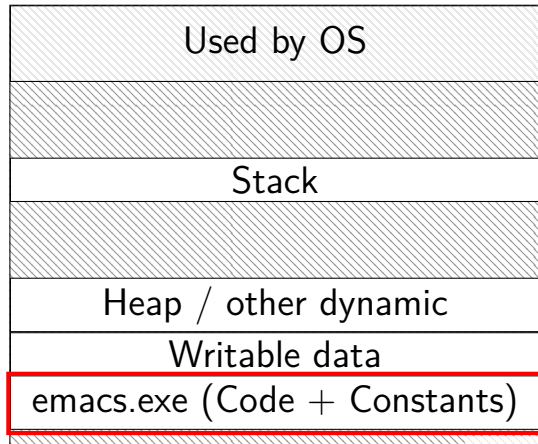 Used by OS
Stack
Heap / other dynamic
Writable data
emacs.exe (Code + Constants)